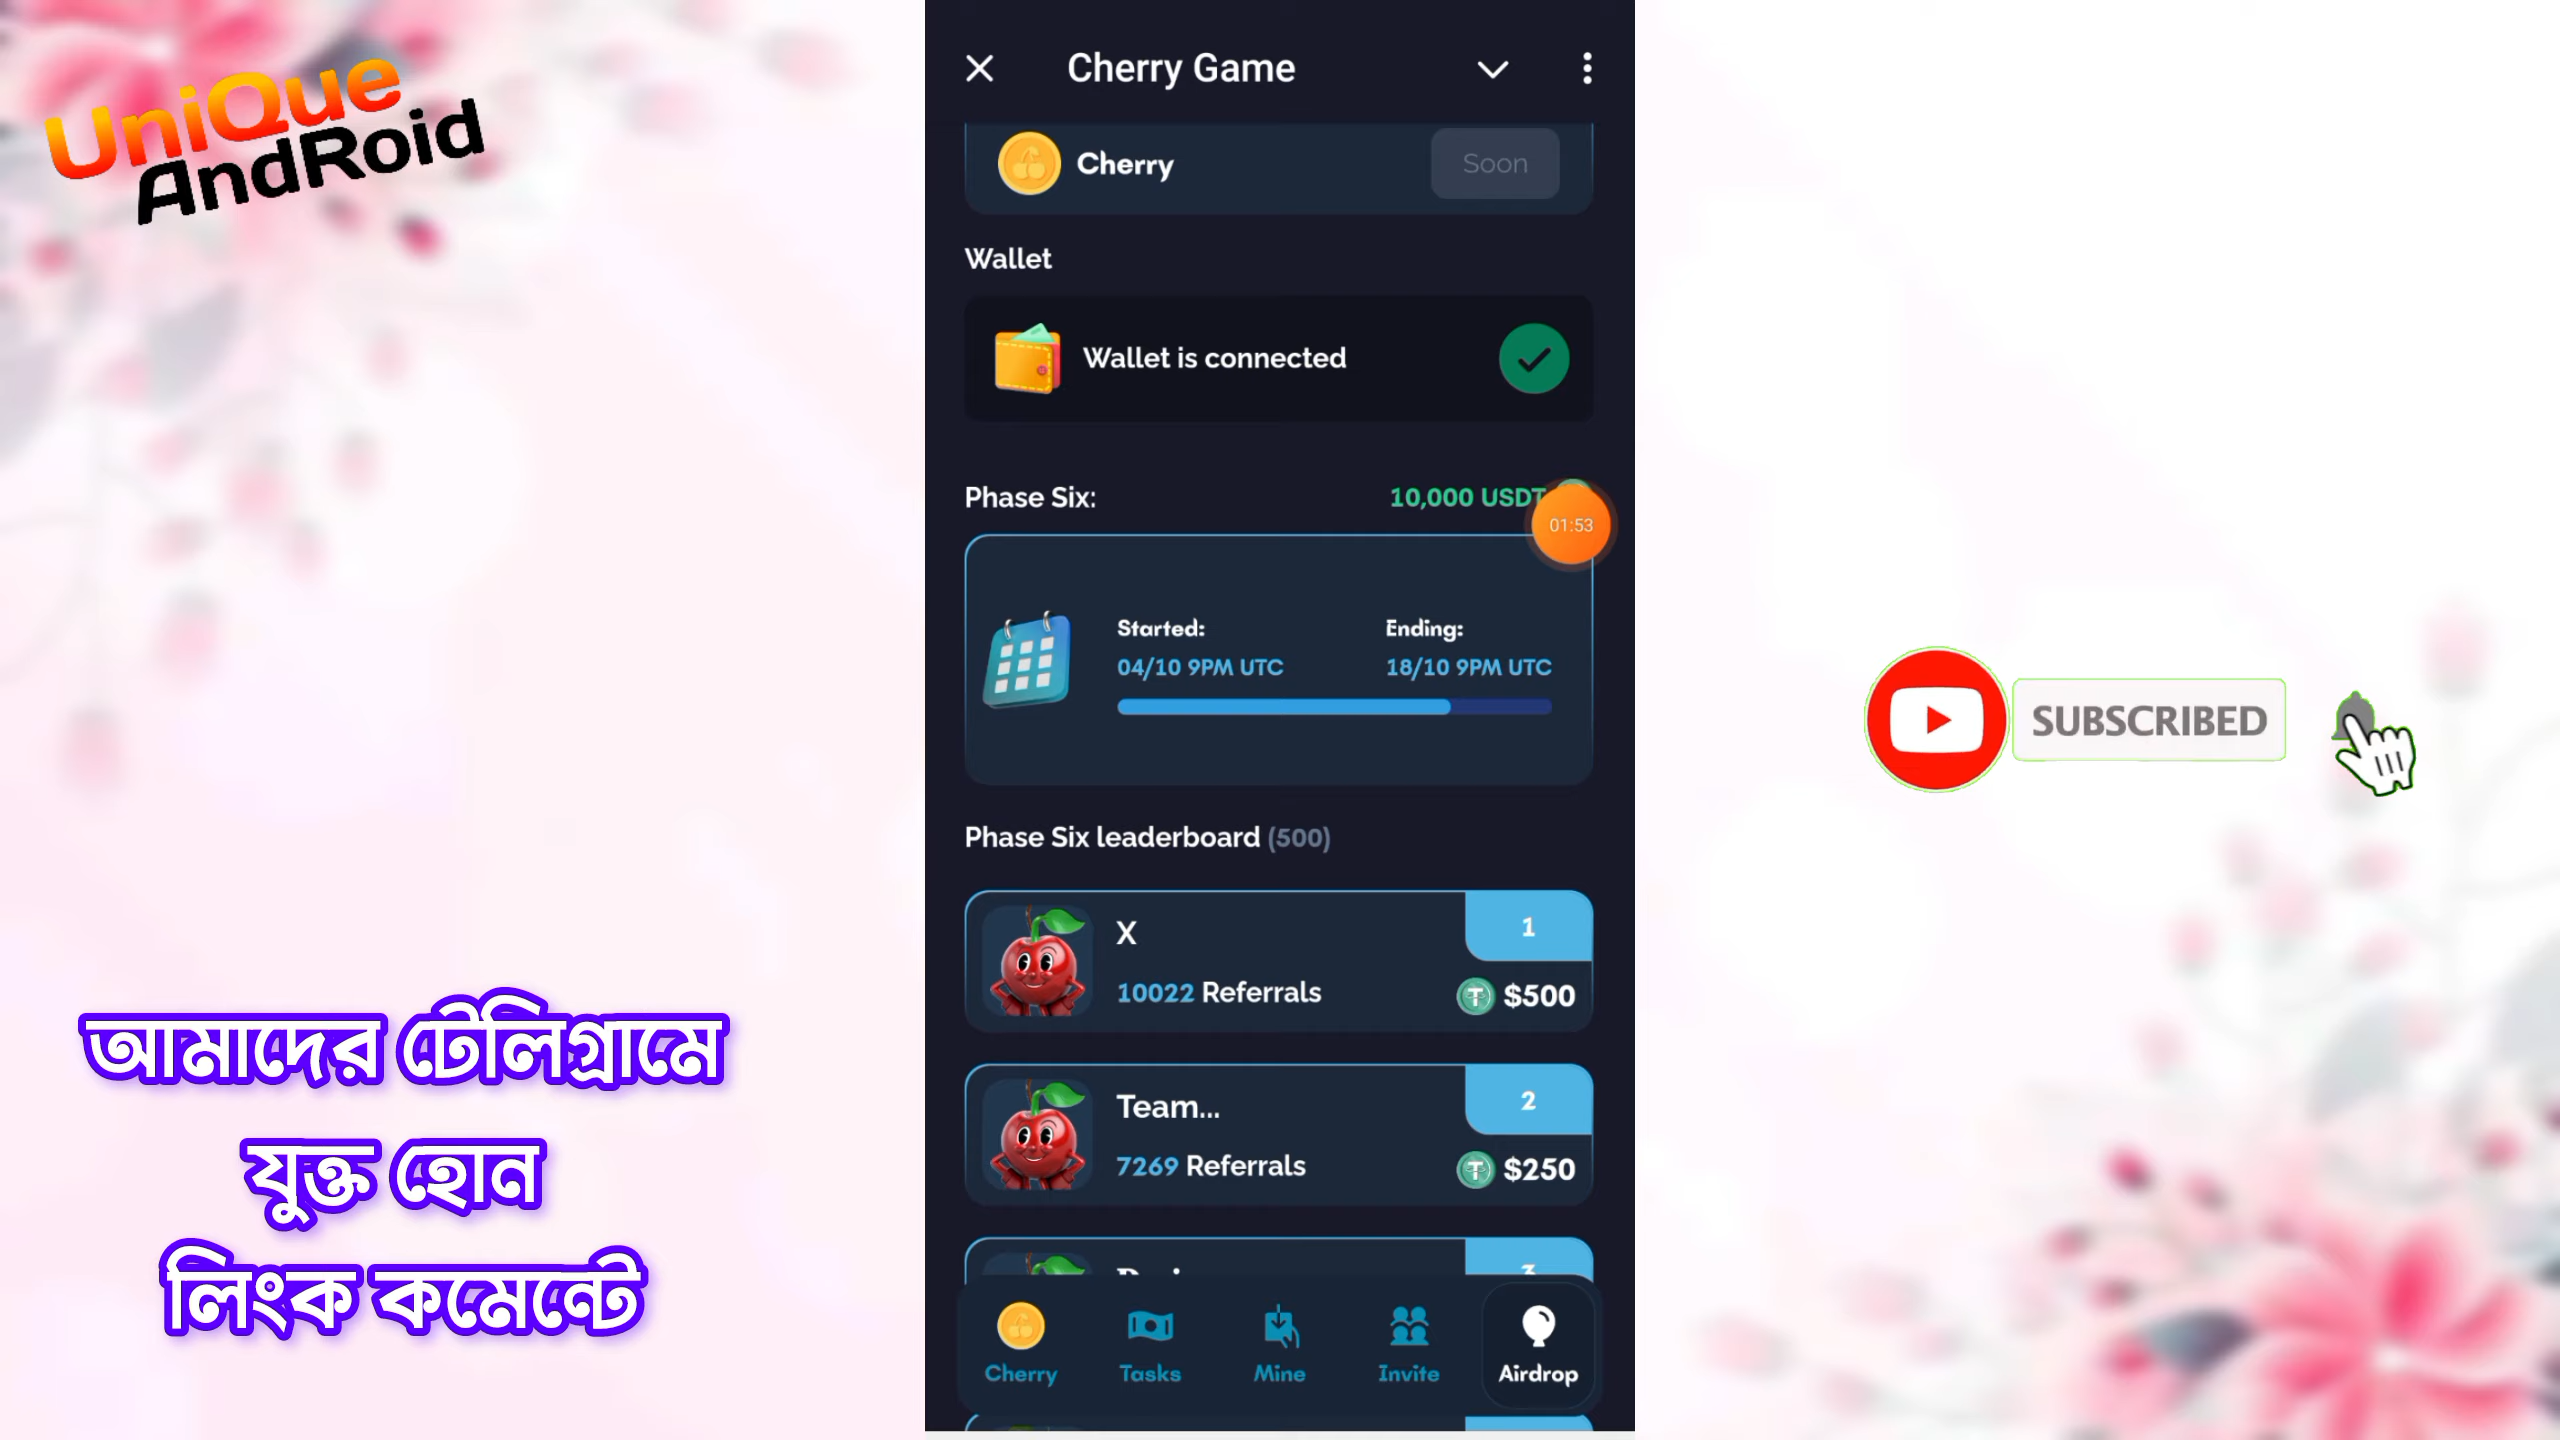 UniQue
AndRoid
Cherry Game
Cherry
Soon
Wallet
Wallet is connected
Phase Six:
10,000 USDT
01:53
Started:
Ending:
04/10 9PM UTC
18/10 9PM UTC
Phase Six leaderboard (500)
X
1
10022 Referrals
$500
Team...
2
7269 Referrals
$250
3
Cherry
Tasks
Mine
Invite
Airdrop
SUBSCRIBED
আমাদের টেলিগ্রামে
যুক্ত হোন
লিংক কমেন্টে